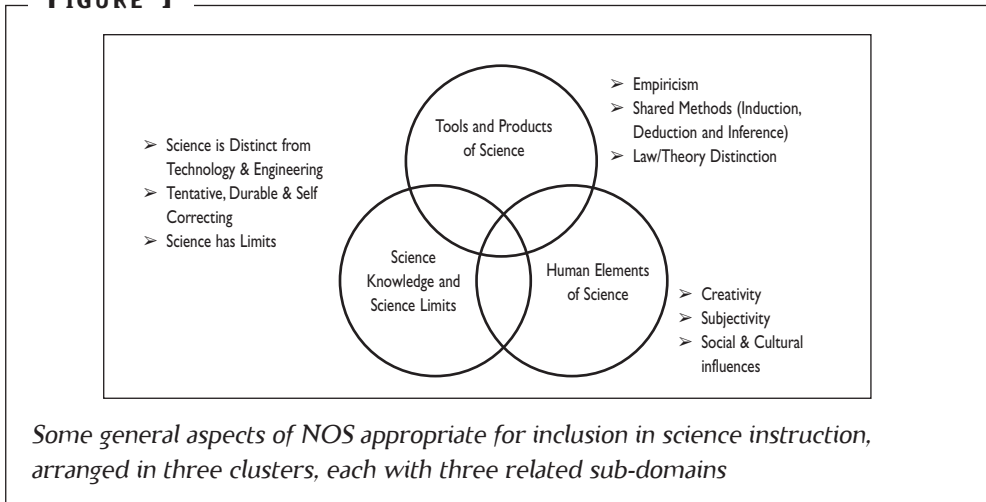 FIGURE 1
Tools and Products
of Science
➢ Empiricism
➢ Shared Methods (Induction,
Deduction and Inference)
➢ Law/Theory Distinction
➢ Science is Distinct from
Technology & Engineering
➢ Tentative, Durable & Self
Correcting
➢ Science has Limits
Science
Knowledge and
Science Limits
Human Elements
of Science
➢ Creativity
➢ Subjectivity
➢ Social & Cultural
influences
Some general aspects of NOS appropriate for inclusion in science instruction,
arranged in three clusters, each with three related sub-domains